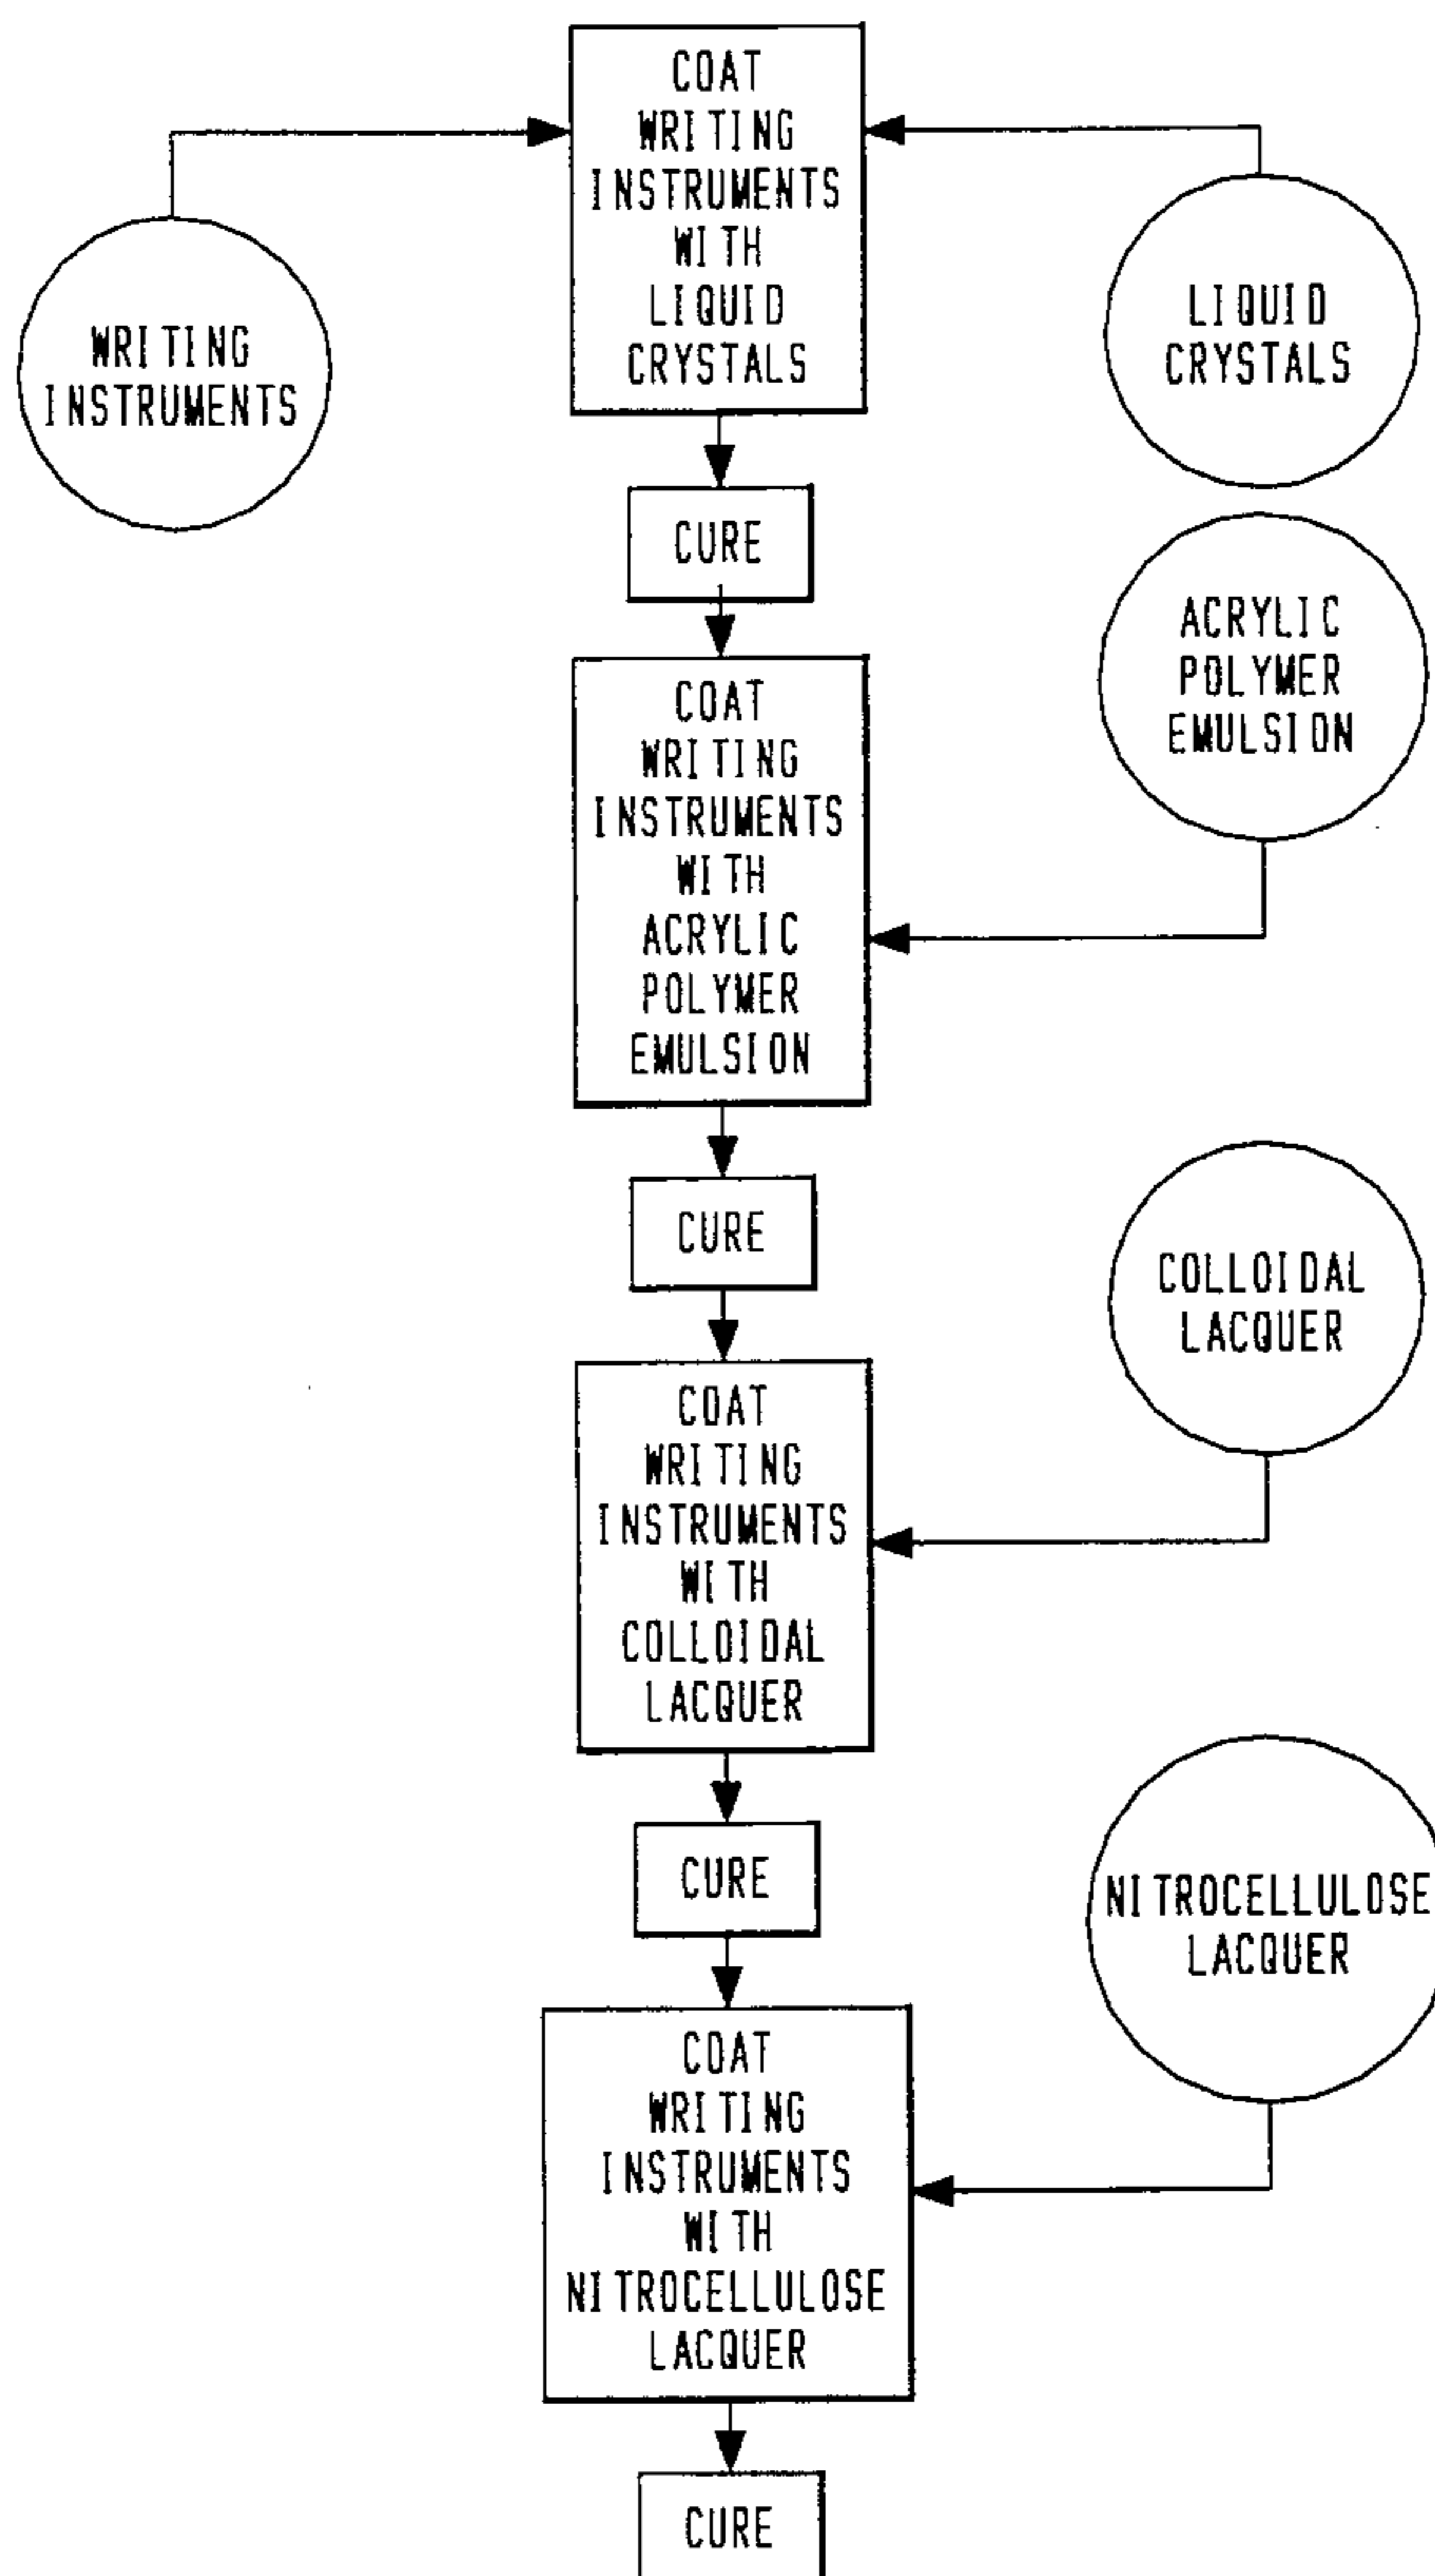 COAT
WRITING
INSTRUMENTS
WITH
LIQUID
CRYSTALS
WRITING
INSTRUMENTS
LIQUID
CRYSTALS
CURE
ACRYLIC
POLYMER
EMULSION
COAT
WRITING
INSTRUMENTS
WITH
ACRYLIC
POLYMER
EMULSION
CURE
COLLOIDAL
LACQUER
COAT
WRITING
INSTRUMENTS
WITH
COLLOIDAL
LACQUER
CURE
NITROCELLULOSE
LACQUER
COAT
WRITING
INSTRUMENTS
WITH
NITROCELLULOSE
LACQUER
CURE